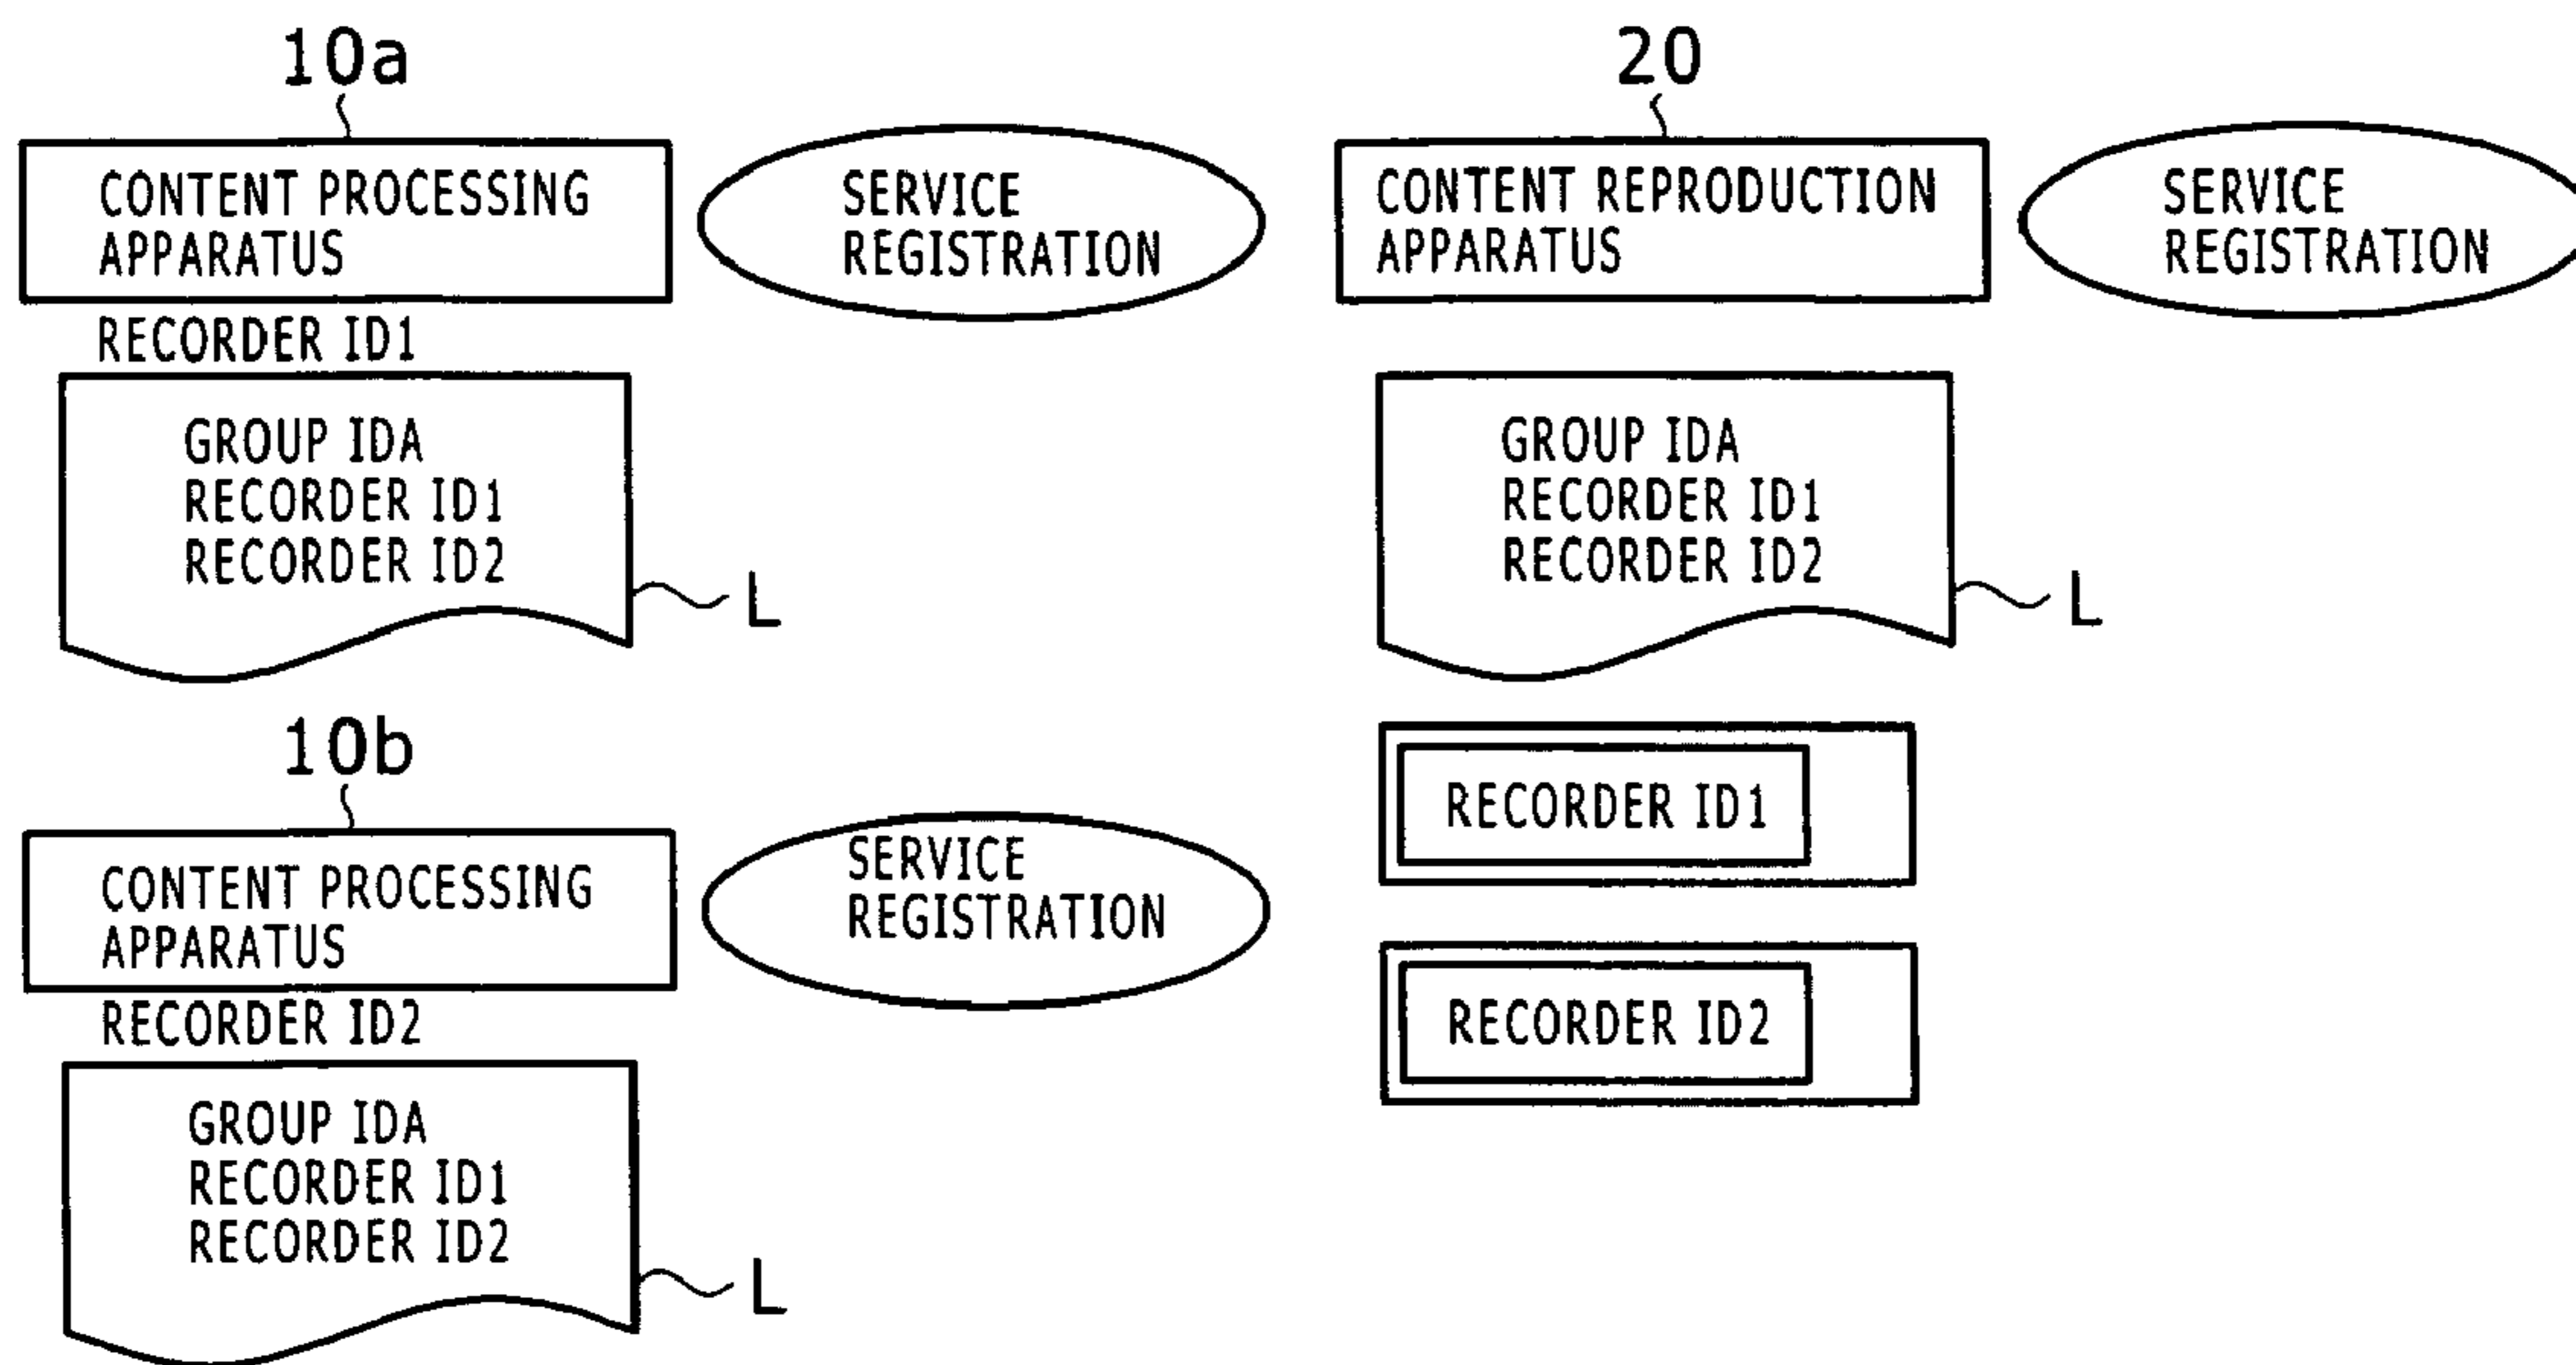 10a
CONTENT PROCESSING
APPARATUS
SERVICE
REGISTRATION
RECORDER ID1
GROUP IDA
RECORDER ID1
RECORDER ID2
L
10b
CONTENT PROCESSING
APPARATUS
SERVICE
REGISTRATION
RECORDER ID2
GROUP IDA
RECORDER ID1
RECORDER ID2
L
20
CONTENT REPRODUCTION
APPARATUS
SERVICE
REGISTRATION
GROUP IDA
RECORDER ID1
RECORDER ID2
L
RECORDER ID1
RECORDER ID2